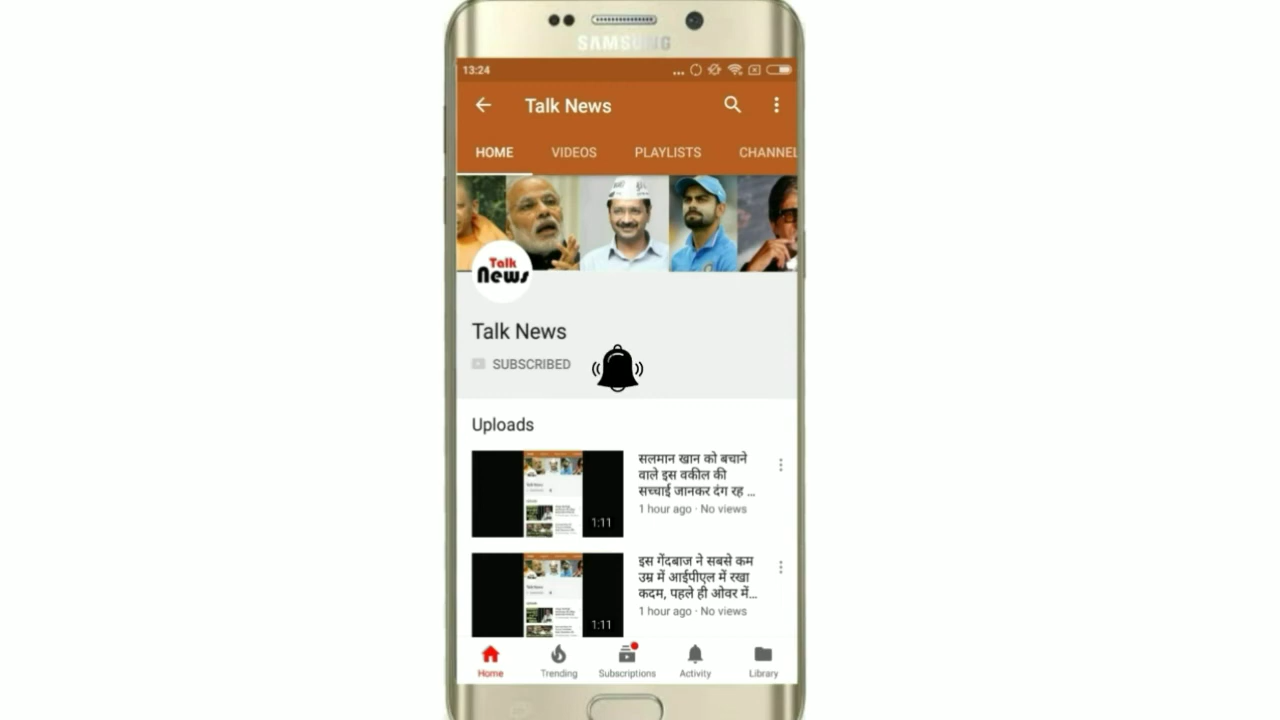 SAMSUNG
13:24
Talk News
HOME VIDEOS PLAYLISTS CHANNEL
Talk
News
Talk News
SUBSCRIBED
Uploads
सलमान खान को बचाने
वाले इस वकील की
सच्चाई जानकर दंग रह ...
1 hour ago · No views
1:11
इस गेंदबाज ने सबसे कम
उम्र में आईपीएल में रखा
कदम, पहले ही ओवर में...
1 hour ago · No views
1:11
Home Trending Subscriptions Activity Library